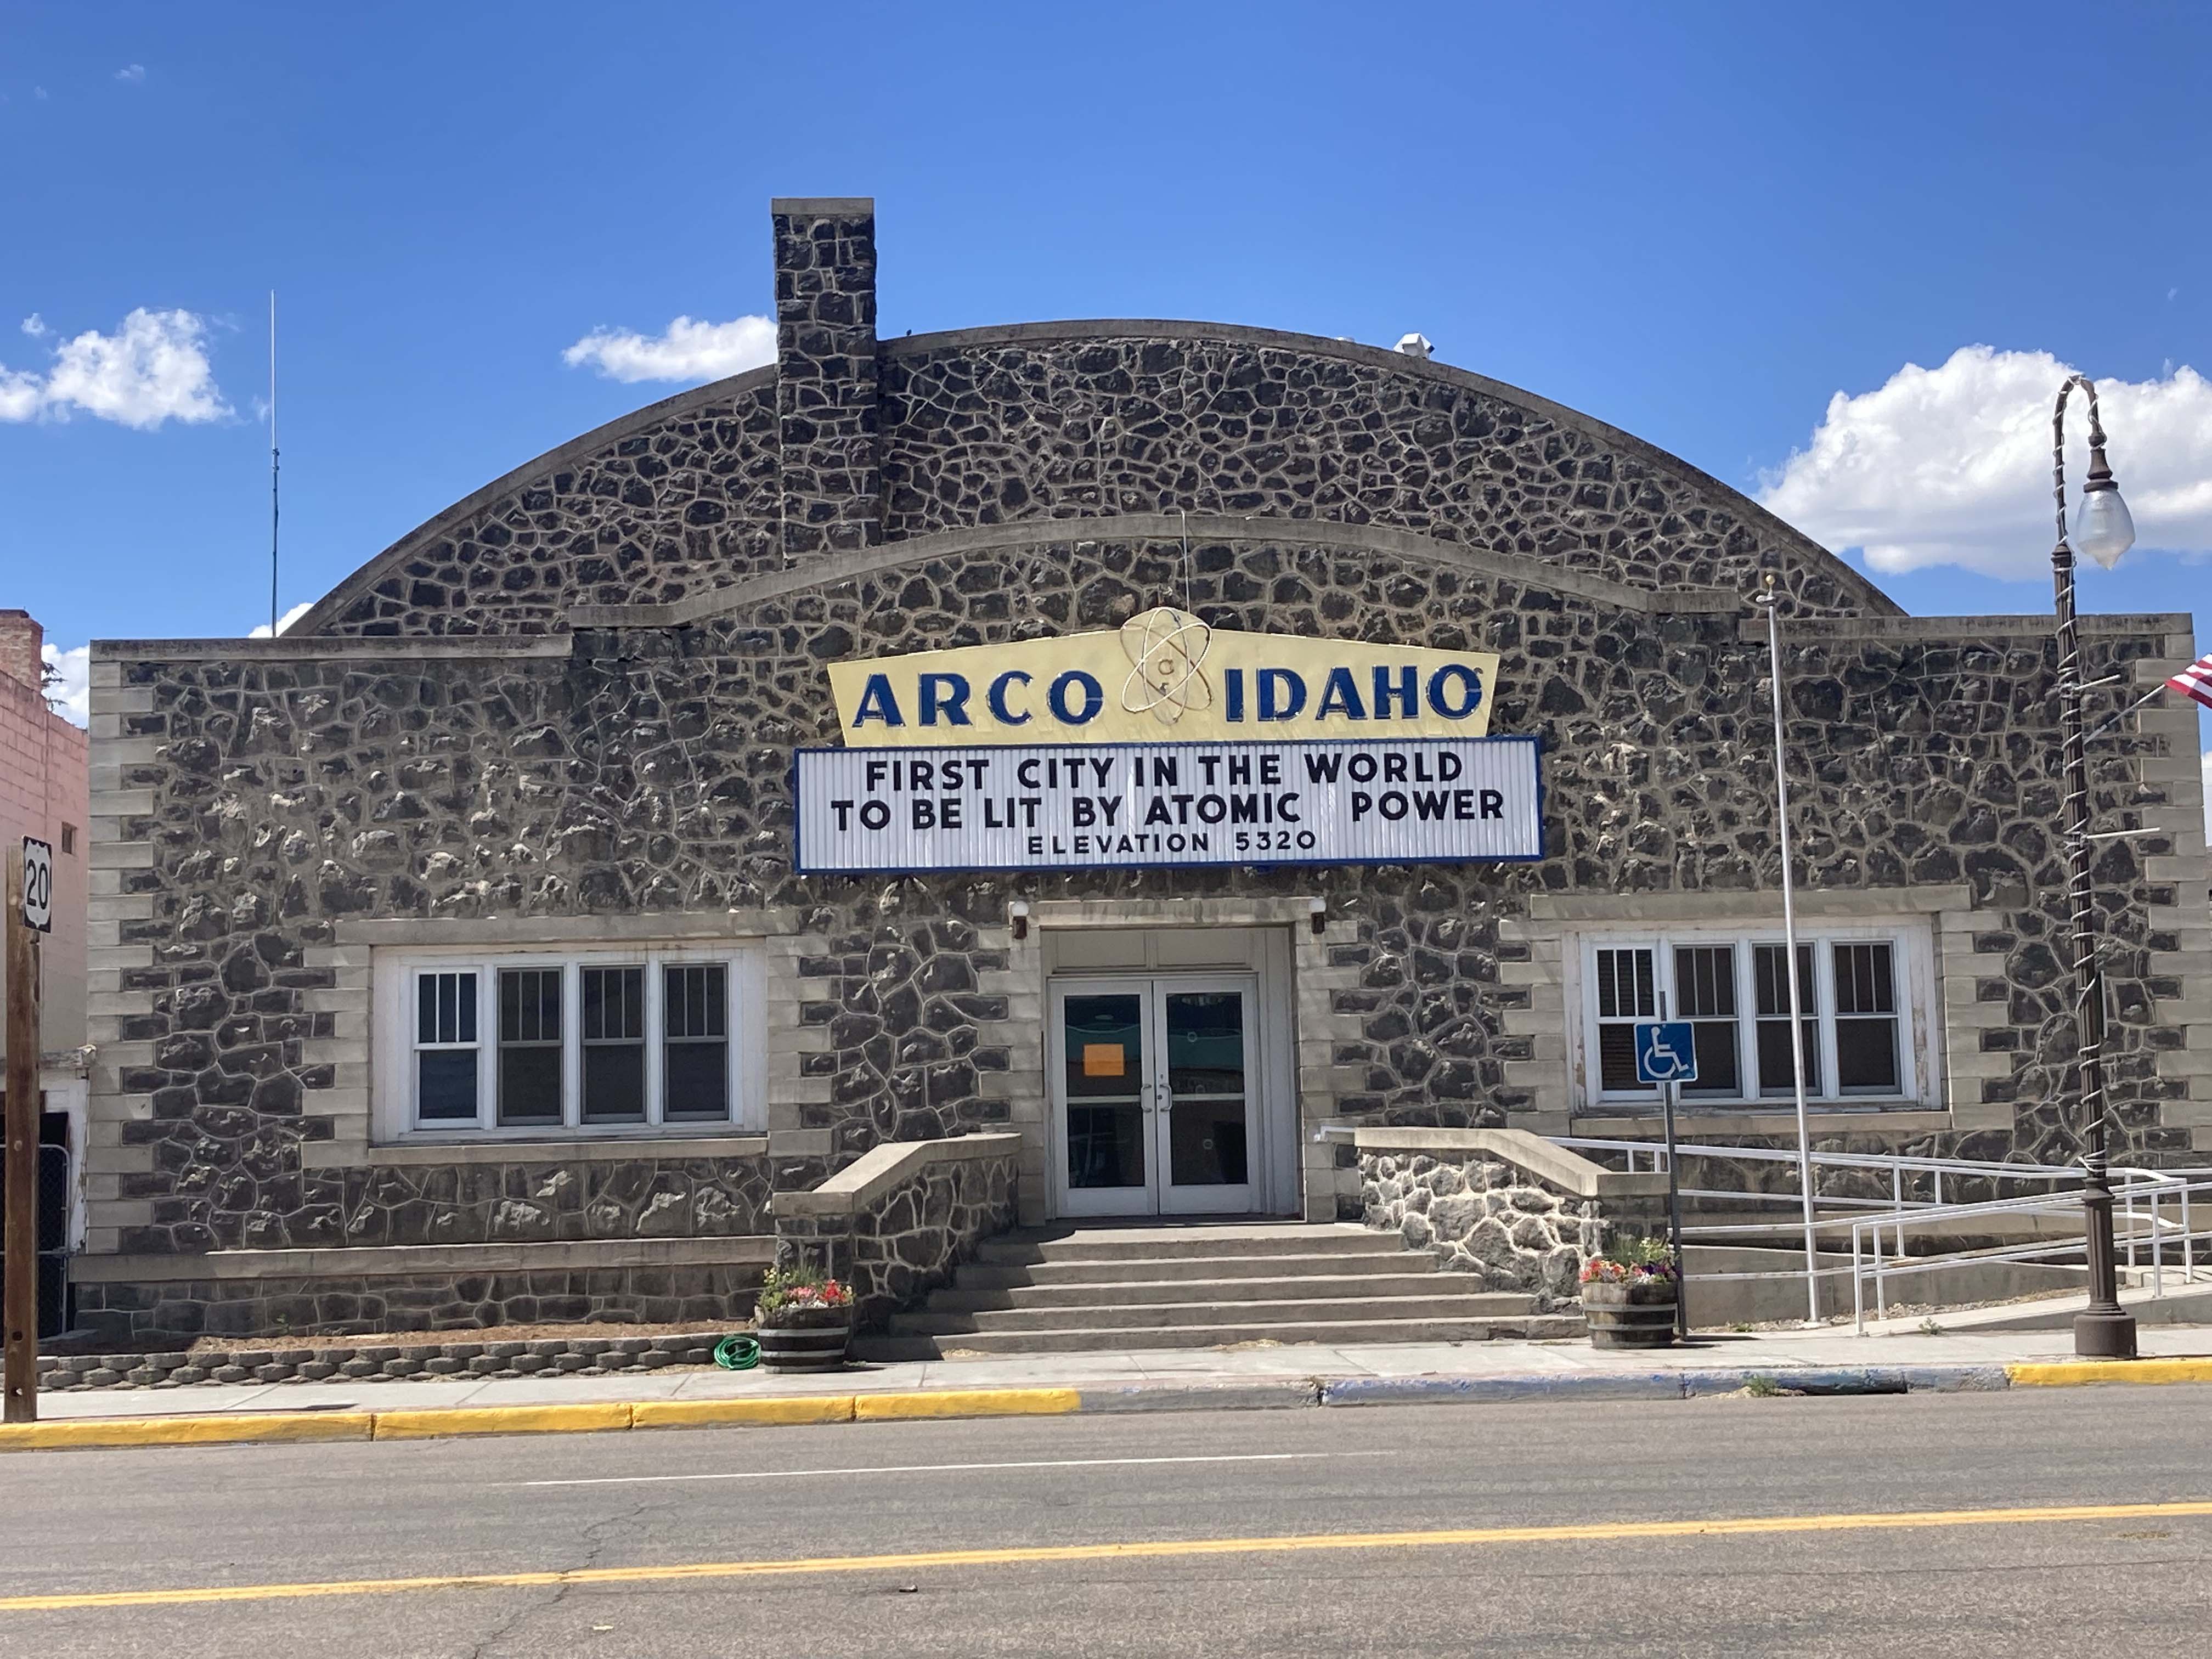 ARCO IDAHO
FIRST CITY IN THE WORLD
TO BE LIT BY ATOMIC POWER
ELEVATION 5320
20